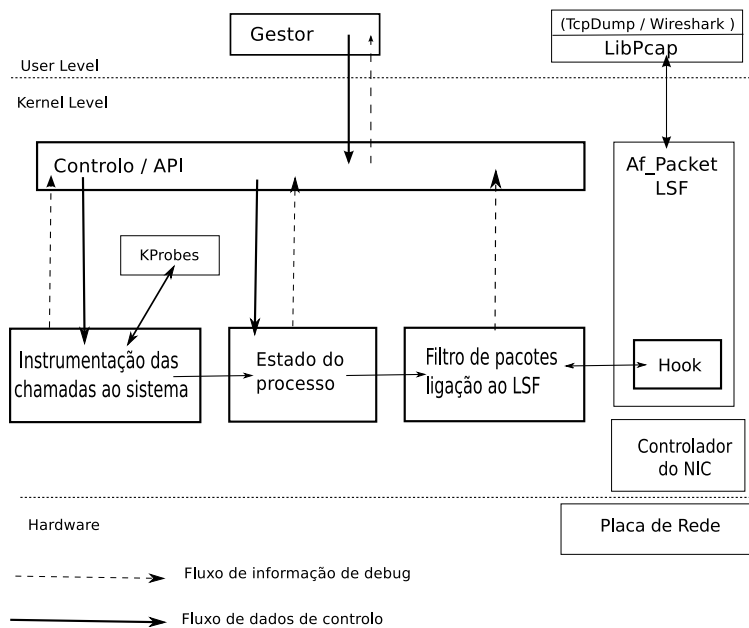 Gestor
(TcpDump / Wireshark )
LibPcap
User Level
Kernel Level
Controlo / API
Af_Packet
LSF
KProbes
Instrumentação das
chamadas ao sistema
Estado do
processo
Filtro de pacotes
ligação ao LSF
Hook
Controlador
do NIC
Hardware
Placa de Rede
Fluxo de informação de debug
Fluxo de dados de controlo